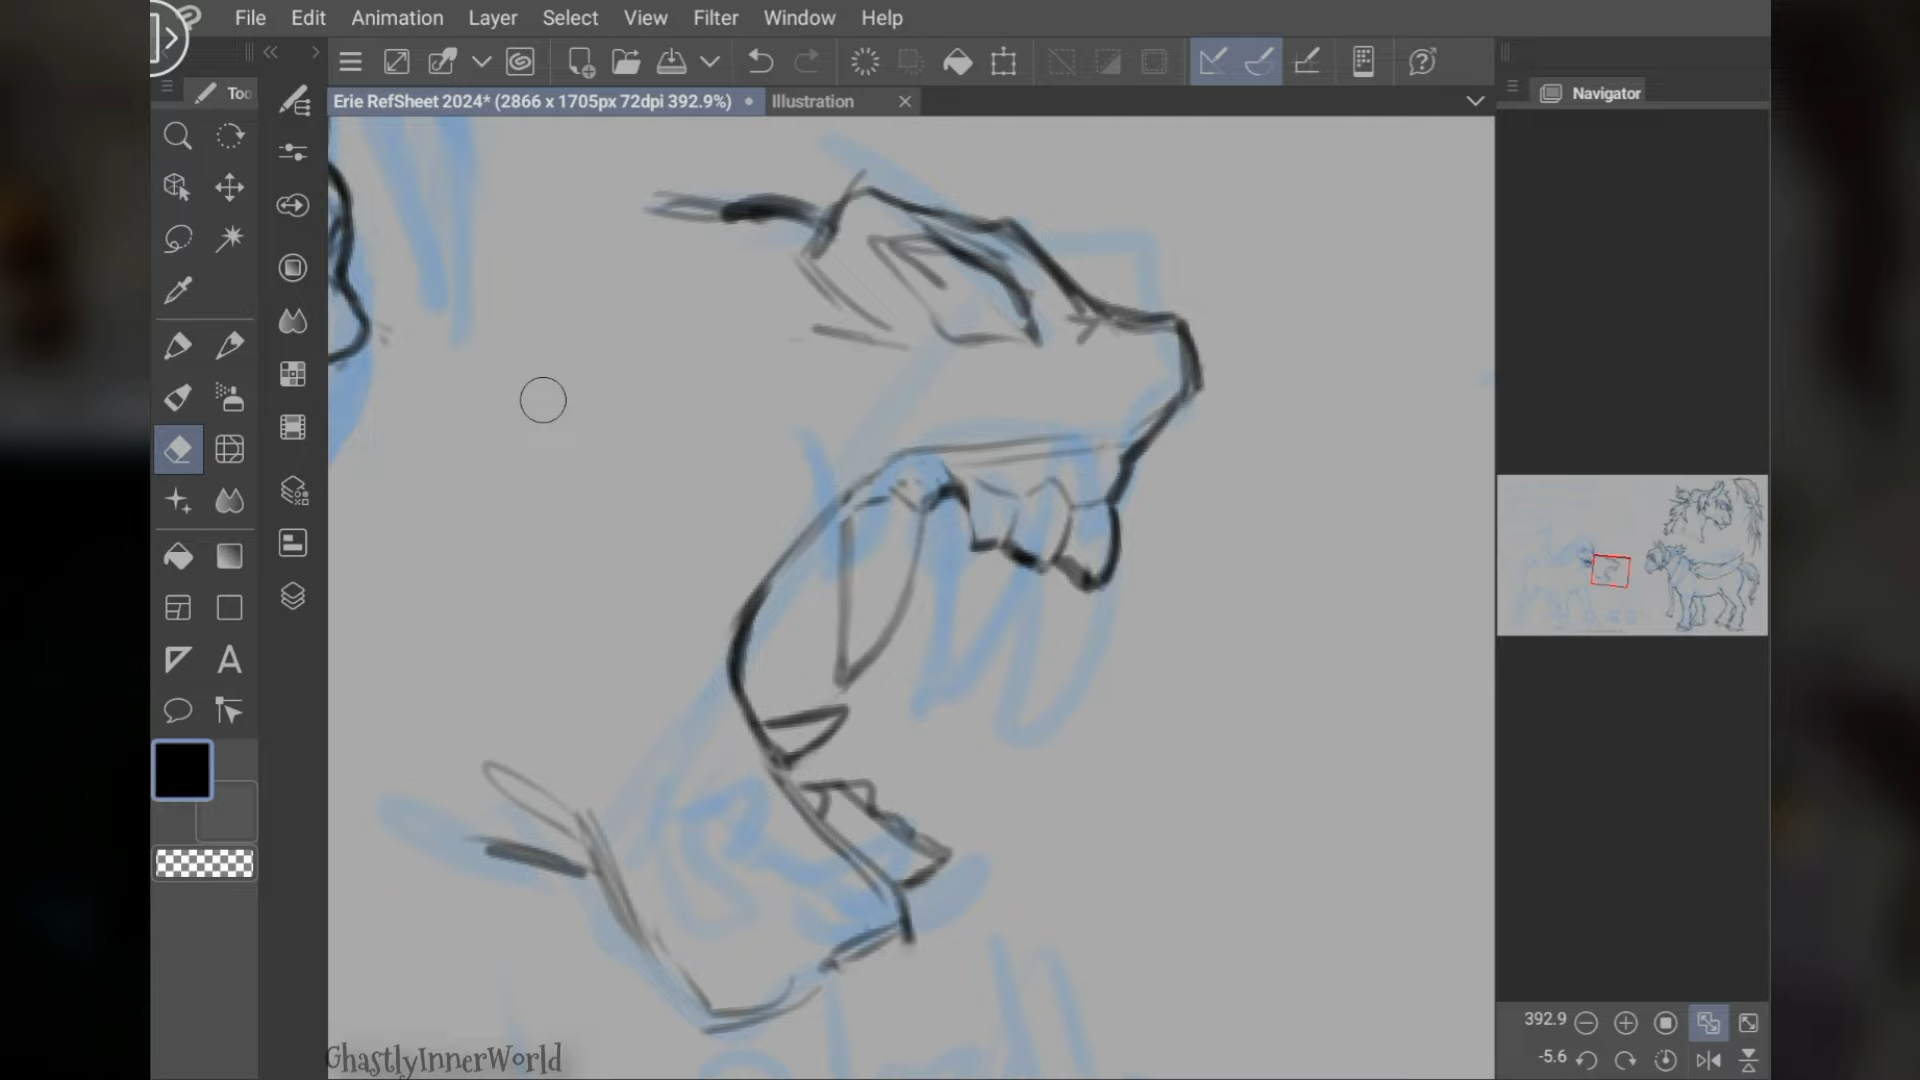 File Edit Animation Layer Select View Filter Window Help
Too
Erie RefSheet 2024* (2866 x 1705px 72dpi 392.9%)
Illustration
Navigator
A
392.9
-5.6
GhastlyInnerWorld